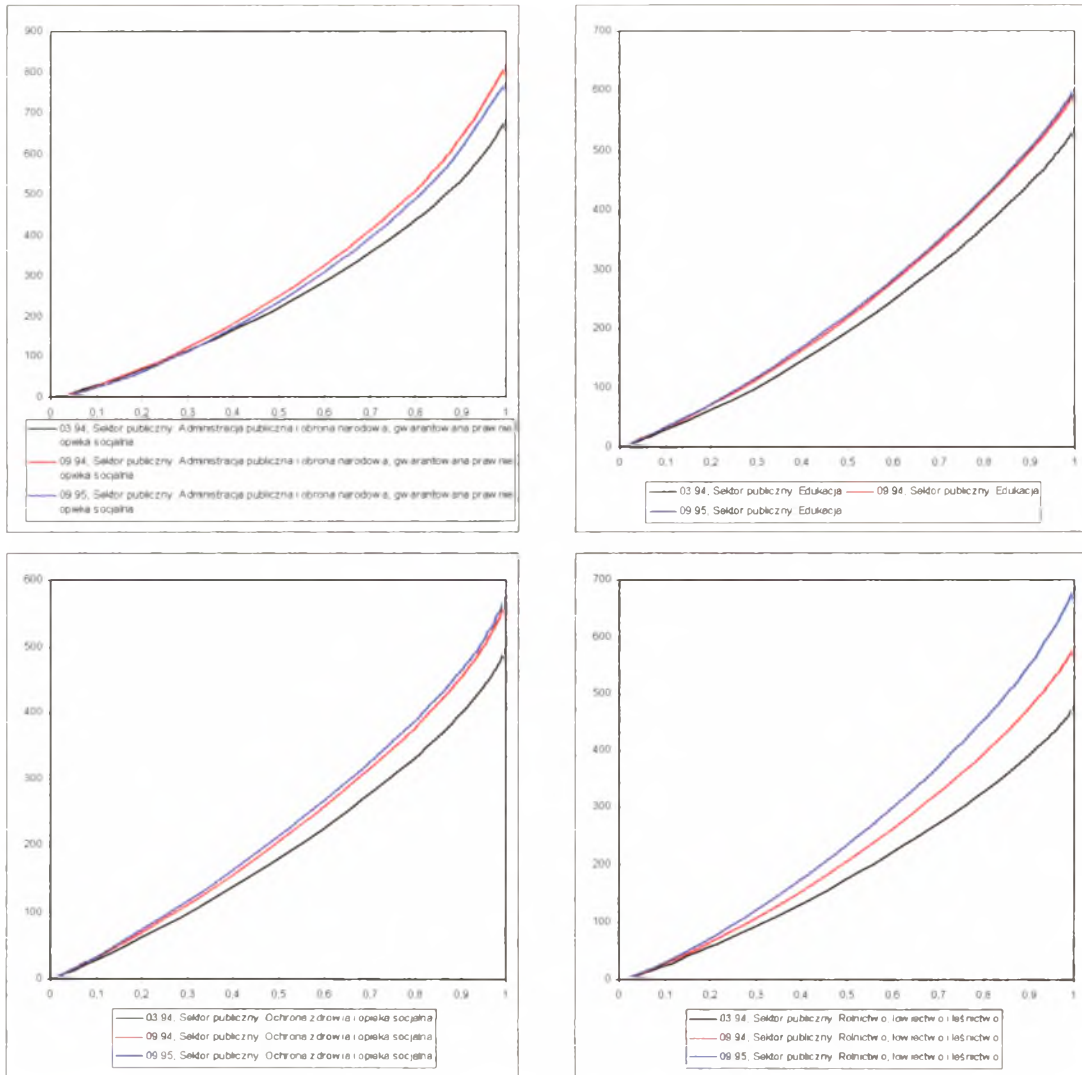 900
800
700
600
500
400
300
200
100
0
0 0,1 0,2 0,3 0,4 0,5 0,6 0,7 0,8 0,9 1
03.94, Sektor publiczny. Administracja publiczna i obrona narodowa, gwarantowana prawnie
opieka socjalna
09.94, Sektor publiczny. Administracja publiczna i obrona narodowa, gwarantowana prawnie
opieka socjalna
09.95, Sektor publiczny. Administracja publiczna i obrona narodowa, gwarantowana prawnie
opieka socjalna
700
600
500
400
300
200
100
0
0 0,1 0,2 0,3 0,4 0,5 0,6 0,7 0,8 0,9 1
03.94, Sektor publiczny. Edukacja 09.94, Sektor publiczny. Edukacja
09.95, Sektor publiczny. Edukacja
600
500
400
300
200
100
0
0 0,1 0,2 0,3 0,4 0,5 0,6 0,7 0,8 0,9 1
03.94, Sektor publiczny. Ochrona zdrowia i opieka socjalna
09.94, Sektor publiczny. Ochrona zdrowia i opieka socjalna
09.95, Sektor publiczny. Ochrona zdrowia i opieka socjalna
700
600
500
400
300
200
100
0
0 0,1 0,2 0,3 0,4 0,5 0,6 0,7 0,8 0,9 1
03.94, Sektor publiczny. Rolnictwo, łowiectwo i leśnictwo
09.94, Sektor publiczny. Rolnictwo, łowiectwo i leśnictwo
09.95, Sektor publiczny. Rolnictwo, łowiectwo i leśnictwo